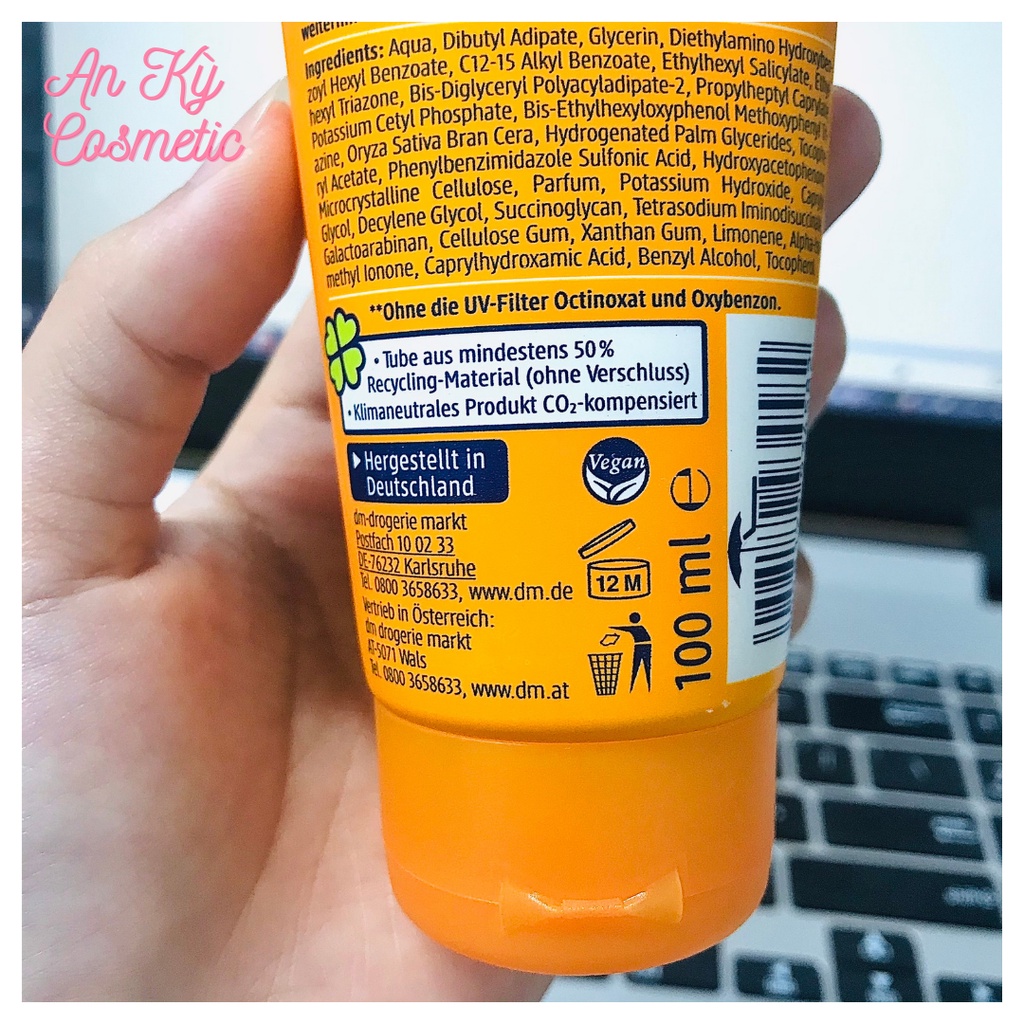 An Kỳ
Cosmetic
Ingredients: Aqua, Dibutyl Adipate, Glycerin, Diethylamino Hydroxyben-
zoyl Hexyl Benzoate, C12-15 Alkyl Benzoate, Ethylhexyl Salicylate,
hexyl Triazone, Bis-Diglyceryl Polyacyladipate-2, Propylheptyl
Potassium Cetyl Phosphate, Bis-Ethylhexyloxyphenol Methoxyphenyl
azine, Oryza Sativa Bran Cera, Hydrogenated Palm Glycerides,
ryl Acetate, Phenylbenzimidazole Sulfonic Acid,
Microcrystalline Cellulose, Parfum, Potassium Hydroxide,
Glycol, Decylene Glycol, Succinoglycan, Tetrasodium
Galactoarabinan, Cellulose Gum, Xanthan Gum, Limonene,
methyl Ionone, Caprylhydroxamic Acid, Benzyl Alcohol,
**Ohne die UV-Filter Octinoxat und Oxybenzon.
• Tube aus mindestens 50%
Recycling-Material (ohne Verschluss)
• Klimaneutrales Produkt CO₂-kompensiert
Hergestellt in
Deutschland
Vegan
dm-drogerie markt
Postfach 10 02 33
DE-76232 Karlsruhe
Tel. 0800 3658633, www.dm.de
12 M
Vertrieb in Österreich:
dm drogerie markt
AT-5071 Wals
Tel. 0800 3658633, www.dm.at
100 ml e